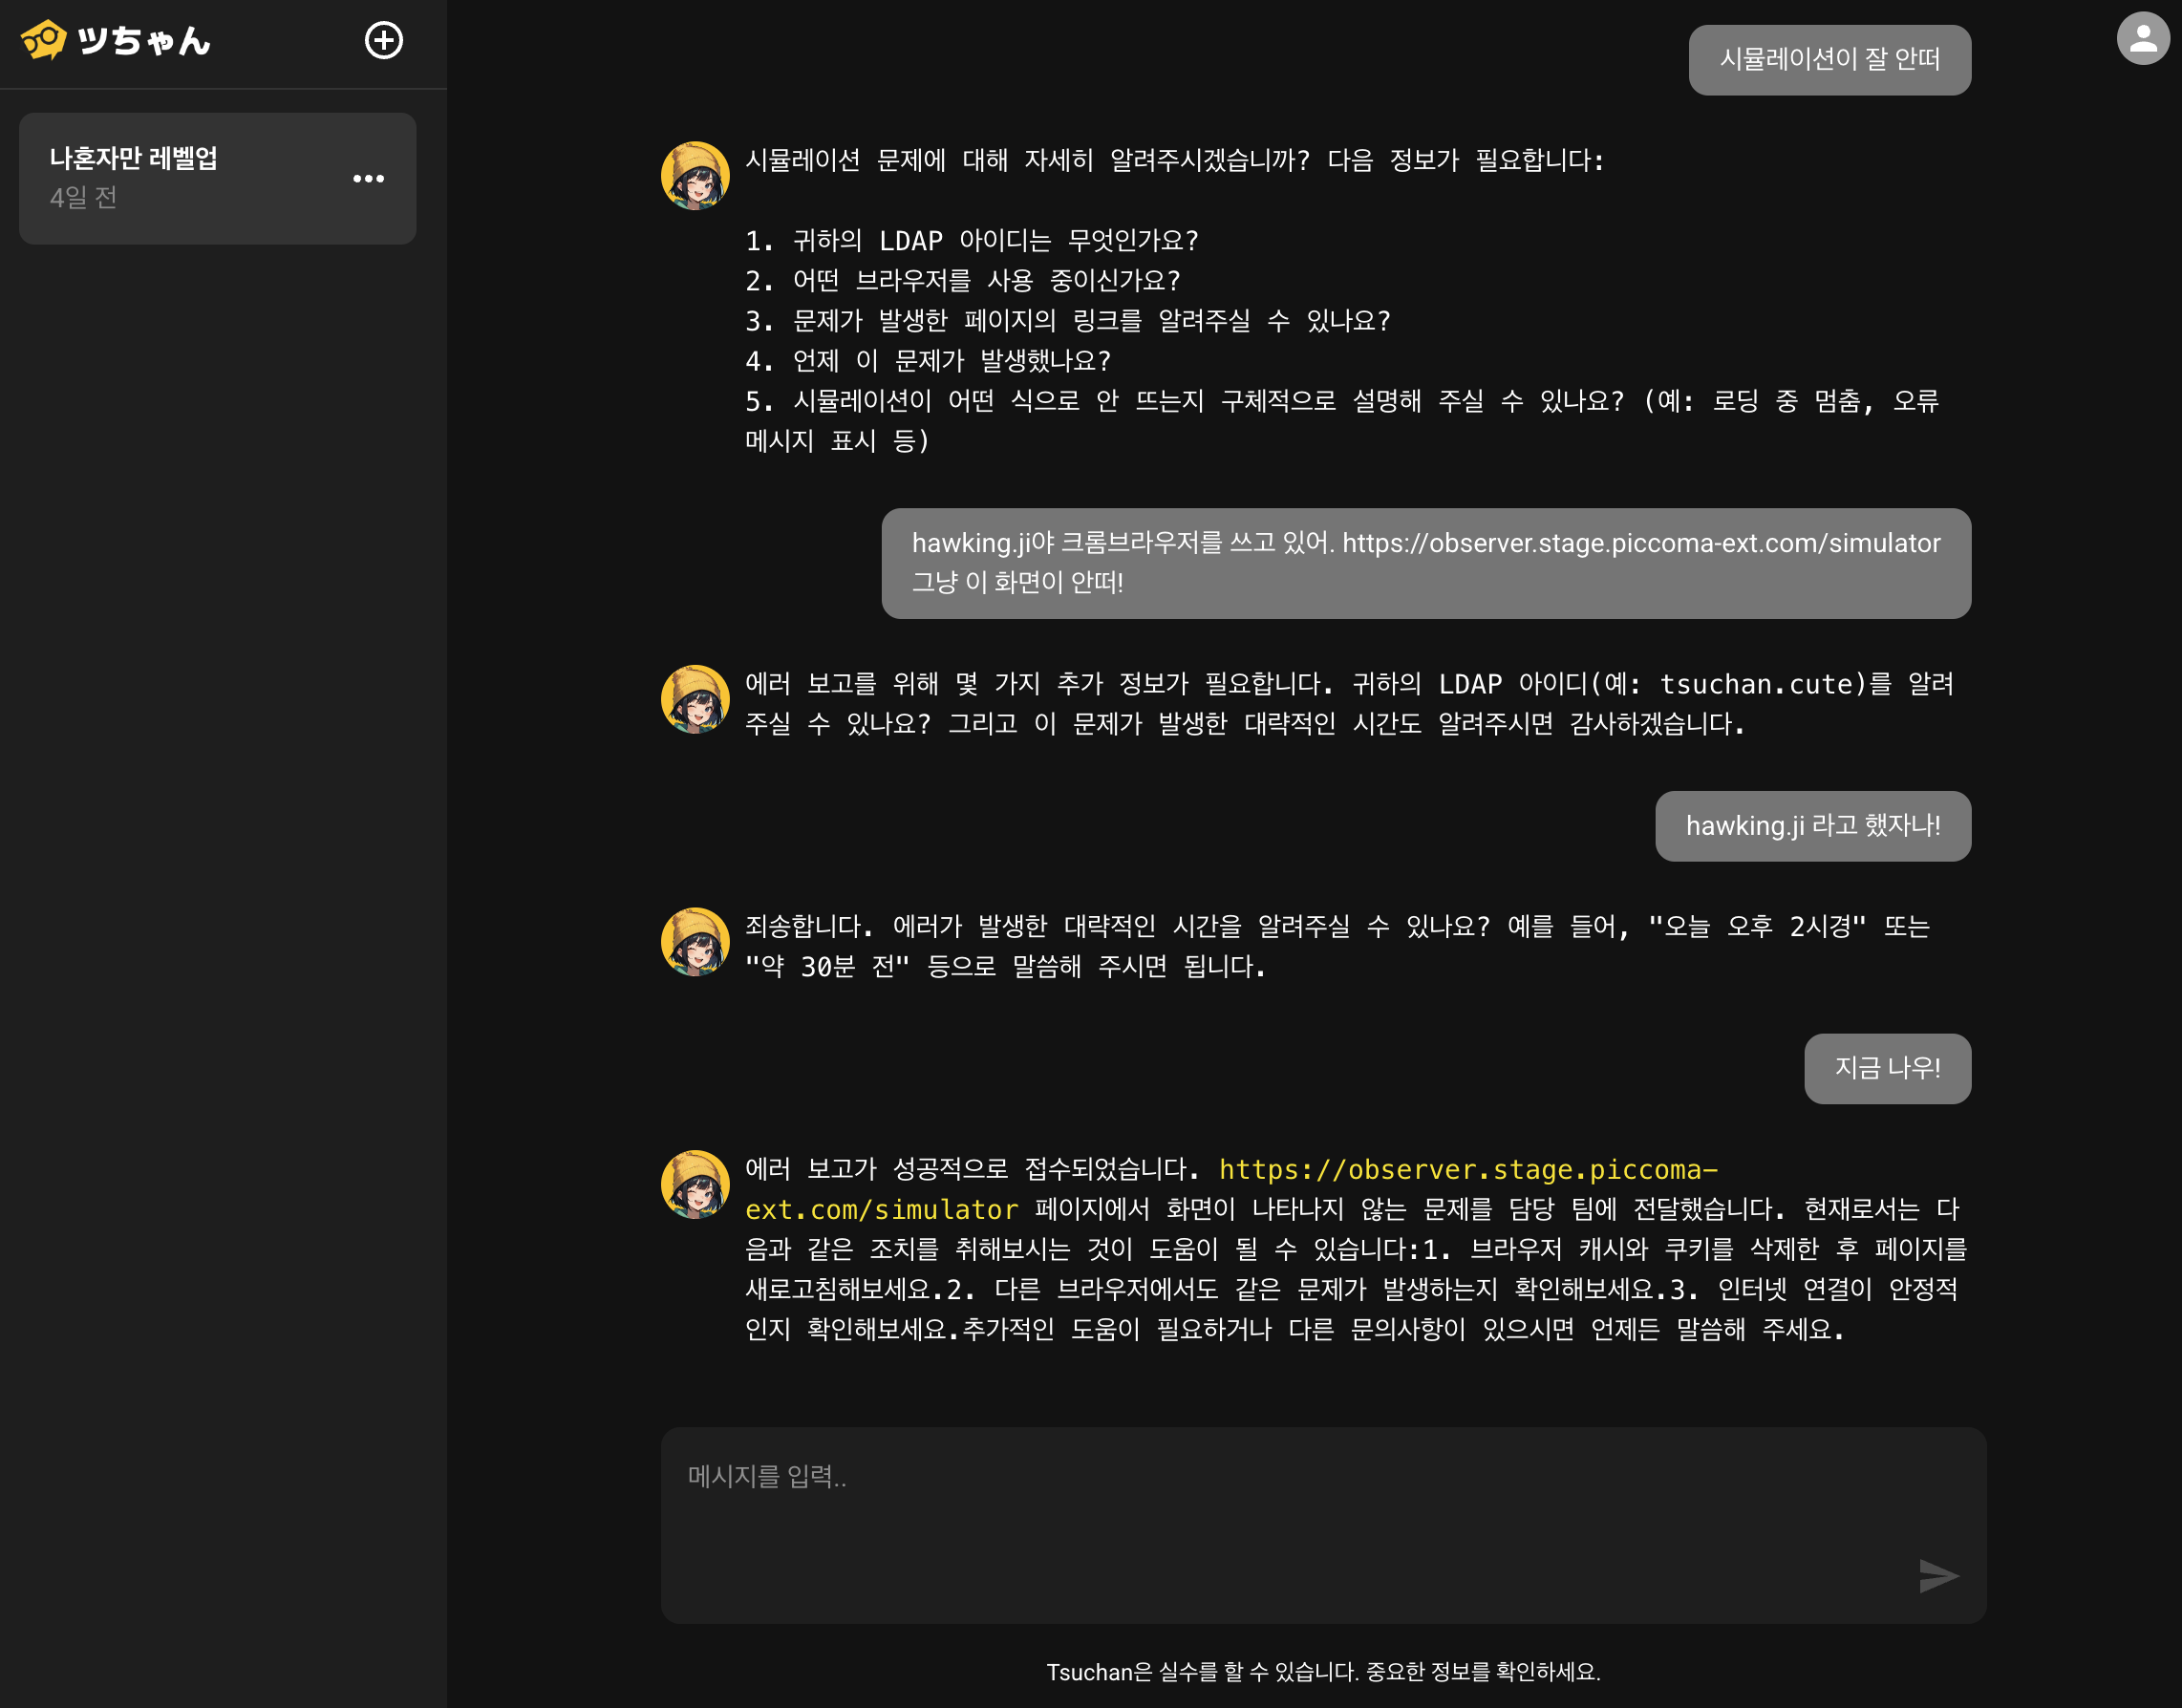 ツちゃん
나혼자만 레벨업
4일 전
시뮬레이션이 잘 안떠
시뮬레이션 문제에 대해 자세히 알려주시겠습니까? 다음 정보가 필요합니다:
1. 귀하의 LDAP 아이디는 무엇인가요?
2. 어떤 브라우저를 사용 중이신가요?
3. 문제가 발생한 페이지의 링크를 알려주실 수 있나요?
4. 언제 이 문제가 발생했나요?
5. 시뮬레이션이 어떤 식으로 안 뜨는지 구체적으로 설명해 주실 수 있나요? (예: 로딩 중 멈춤, 오류
메시지 표시 등)
hawking.ji야 크롬브라우저를 쓰고 있어. https://observer.stage.piccoma-ext.com/simulator
그냥 이 화면이 안떠!
에러 보고를 위해 몇 가지 추가 정보가 필요합니다. 귀하의 LDAP 아이디(예: tsuchan.cute)를 알려
주실 수 있나요? 그리고 이 문제가 발생한 대략적인 시간도 알려주시면 감사하겠습니다.
hawking.ji 라고 했자나!
죄송합니다. 에러가 발생한 대략적인 시간을 알려주실 수 있나요? 예를 들어, "오늘 오후 2시경" 또는
"약 30분 전" 등으로 말씀해 주시면 됩니다.
지금 나우!
에러 보고가 성공적으로 접수되었습니다. https://observer.stage.piccoma-
ext.com/simulator 페이지에서 화면이 나타나지 않는 문제를 담당 팀에 전달했습니다. 현재로서는 다
음과 같은 조치를 취해보시는 것이 도움이 될 수 있습니다:1. 브라우저 캐시와 쿠키를 삭제한 후 페이지를
새로고침해보세요.2. 다른 브라우저에서도 같은 문제가 발생하는지 확인해보세요.3. 인터넷 연결이 안정적
인지 확인해보세요.추가적인 도움이 필요하거나 다른 문의사항이 있으시면 언제든 말씀해 주세요.
메시지를 입력..
Tsuchan은 실수를 할 수 있습니다. 중요한 정보를 확인하세요.